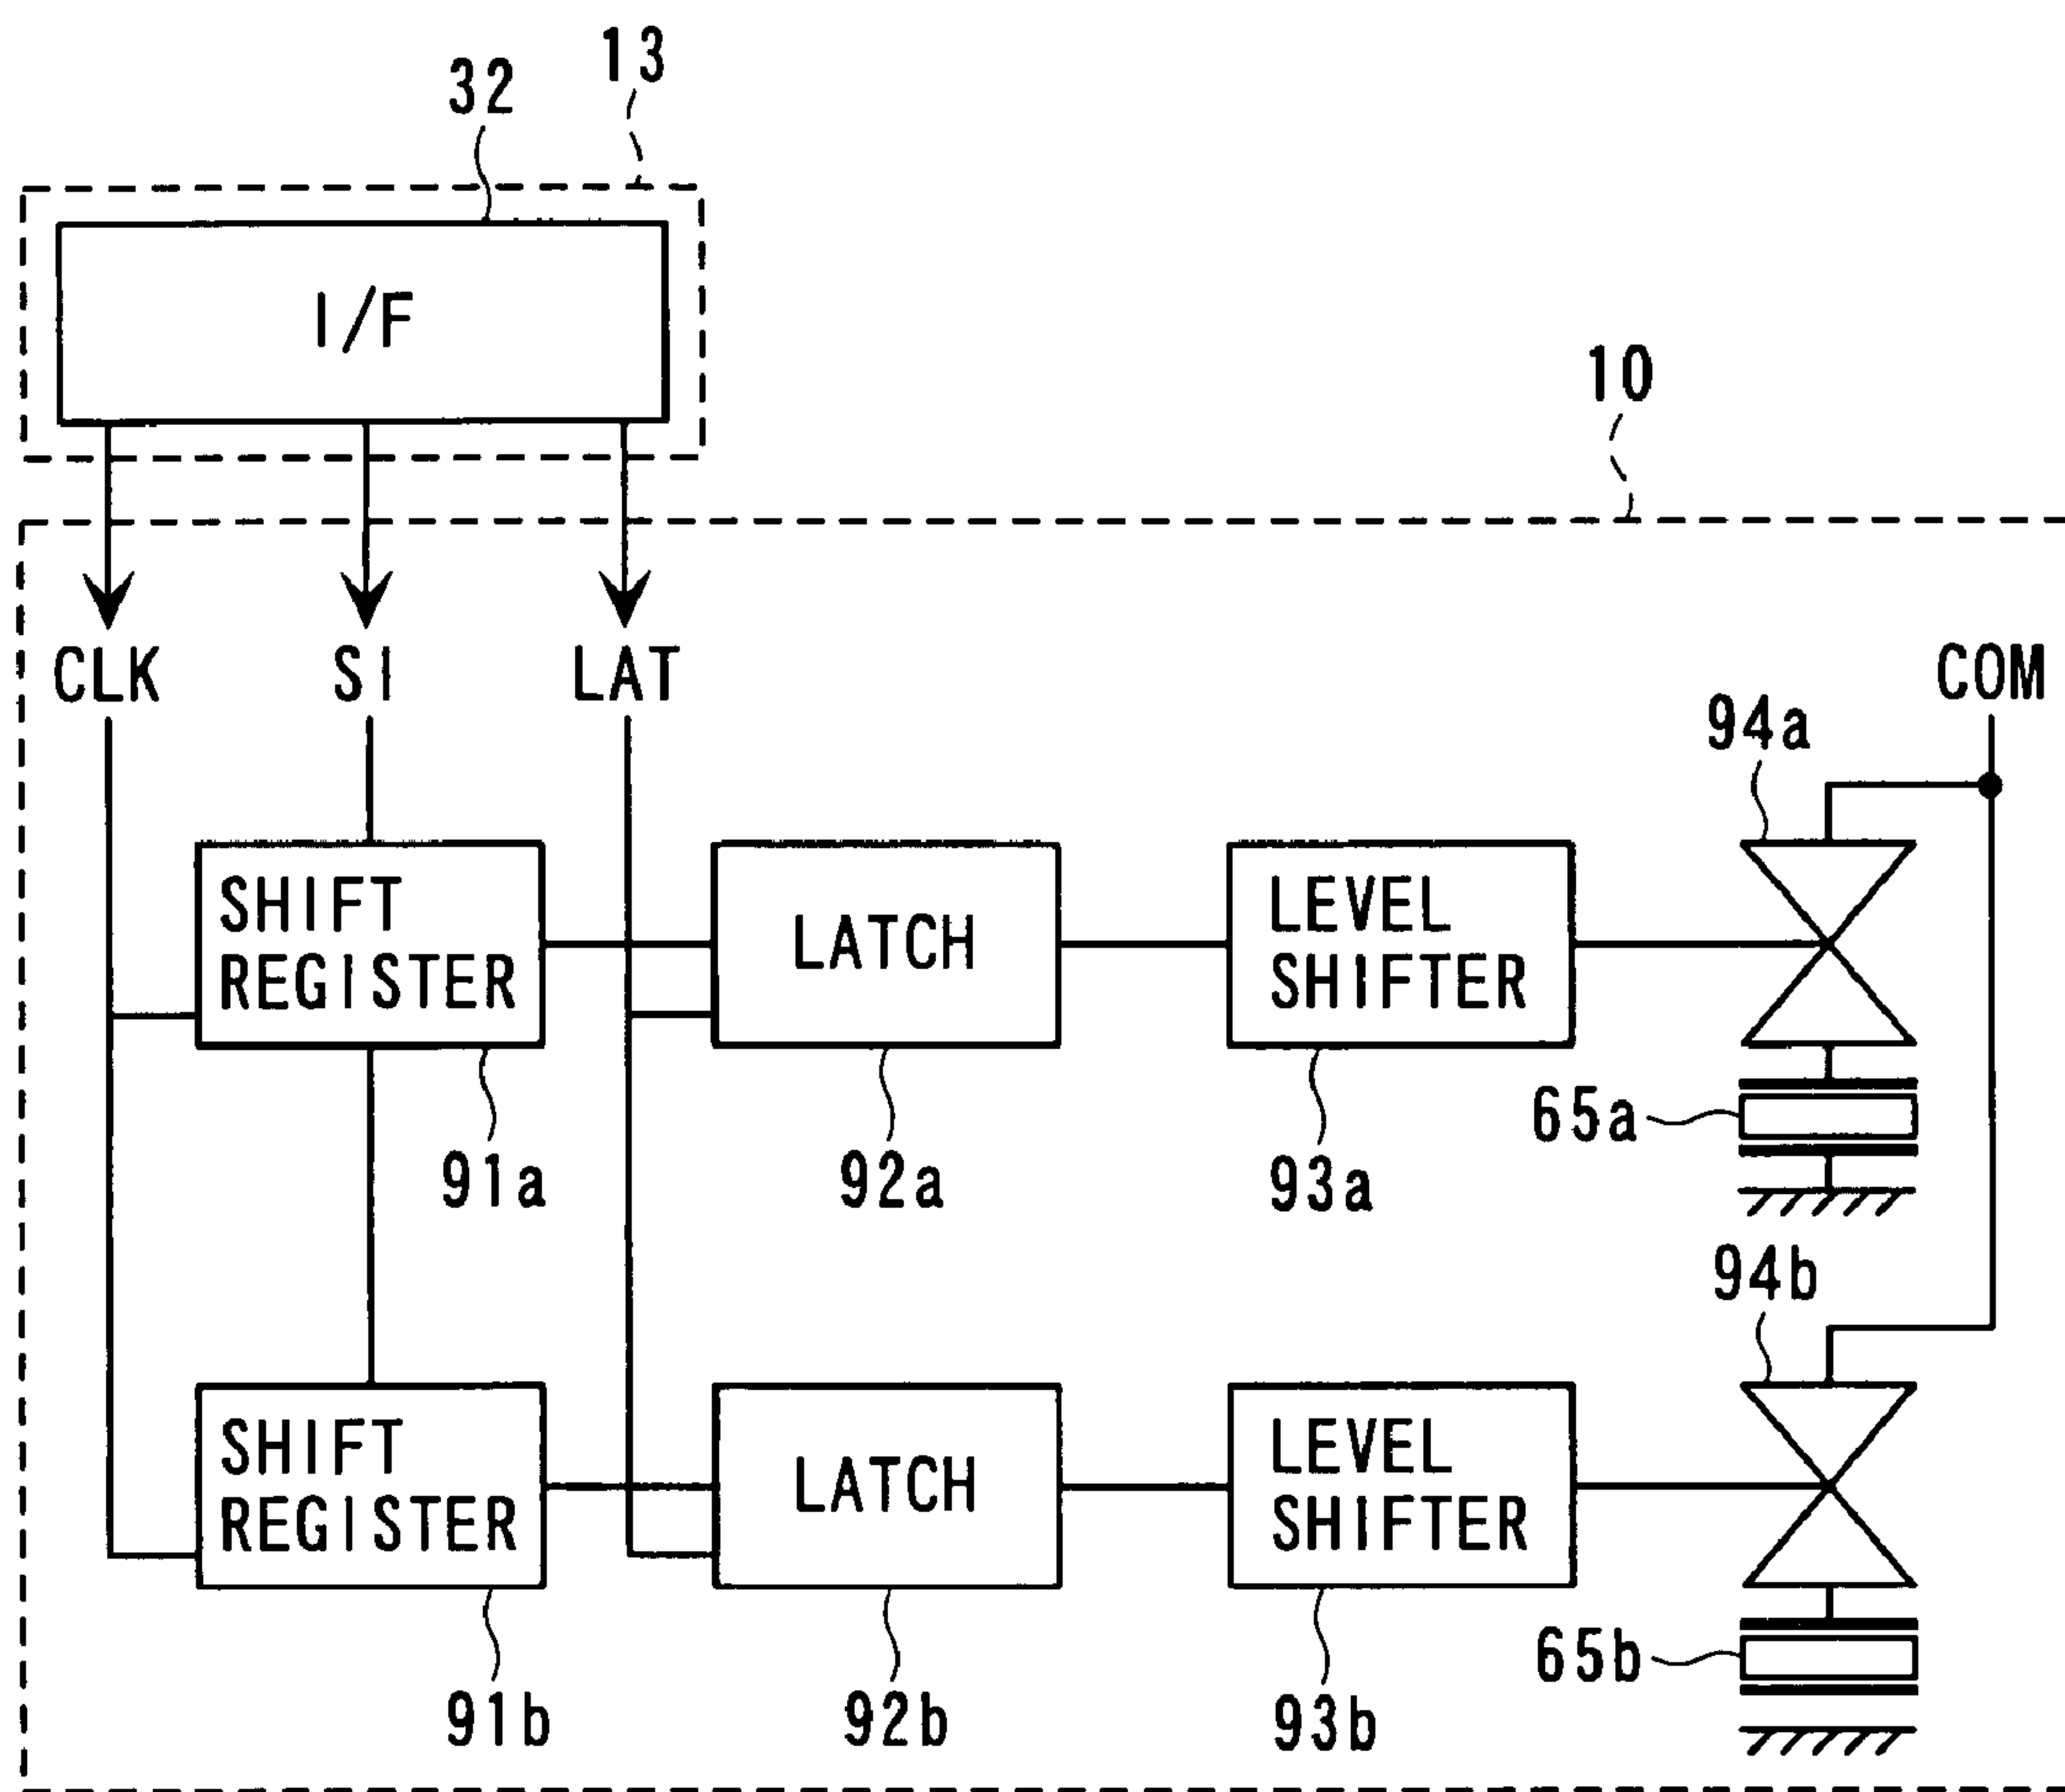 13
32
I/F
10
CLK
SI
LAT
COM
94a
SHIFT
REGISTER
LATCH
LEVEL
SHIFTER
65a
91a
92a
93a
94b
SHIFT
REGISTER
LATCH
LEVEL
SHIFTER
65b
91b
92b
93b